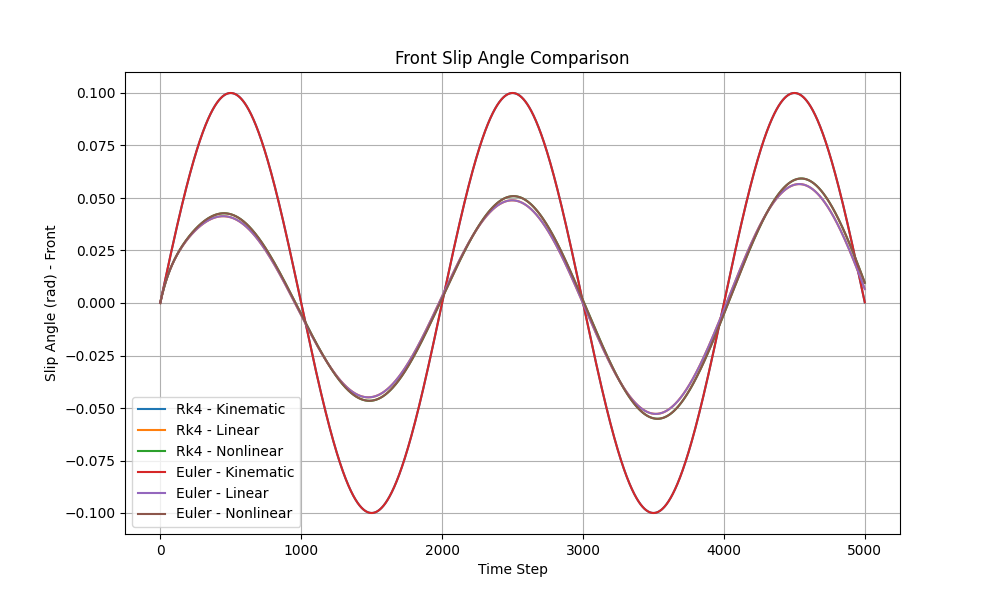 Front Slip Angle Comparison
0.100
0.075
0.050
0.025
0.000
−0.025
−0.050
−0.075
−0.100
Slip Angle (rad) - Front
Rk4 - Kinematic
Rk4 - Linear
Rk4 - Nonlinear
Euler - Kinematic
Euler - Linear
Euler - Nonlinear
0 1000 2000 3000 4000 5000
Time Step